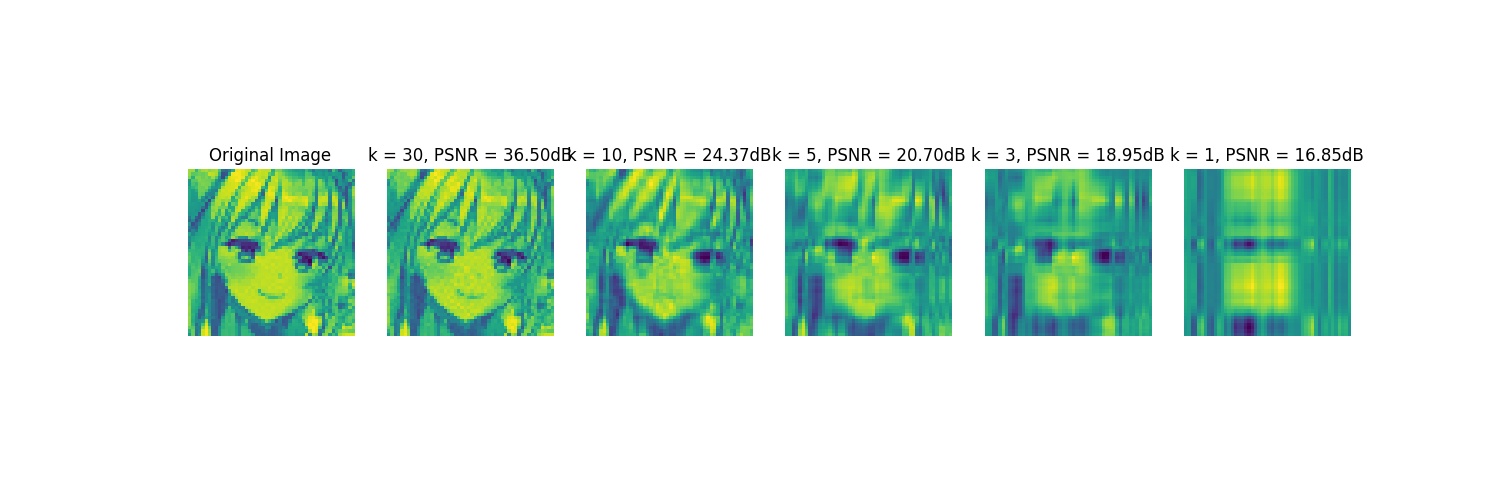 Original Image
k = 30, PSNR = 36.50dB
k = 10, PSNR = 24.37dB
k = 5, PSNR = 20.70dB
k = 3, PSNR = 18.95dB
k = 1, PSNR = 16.85dB